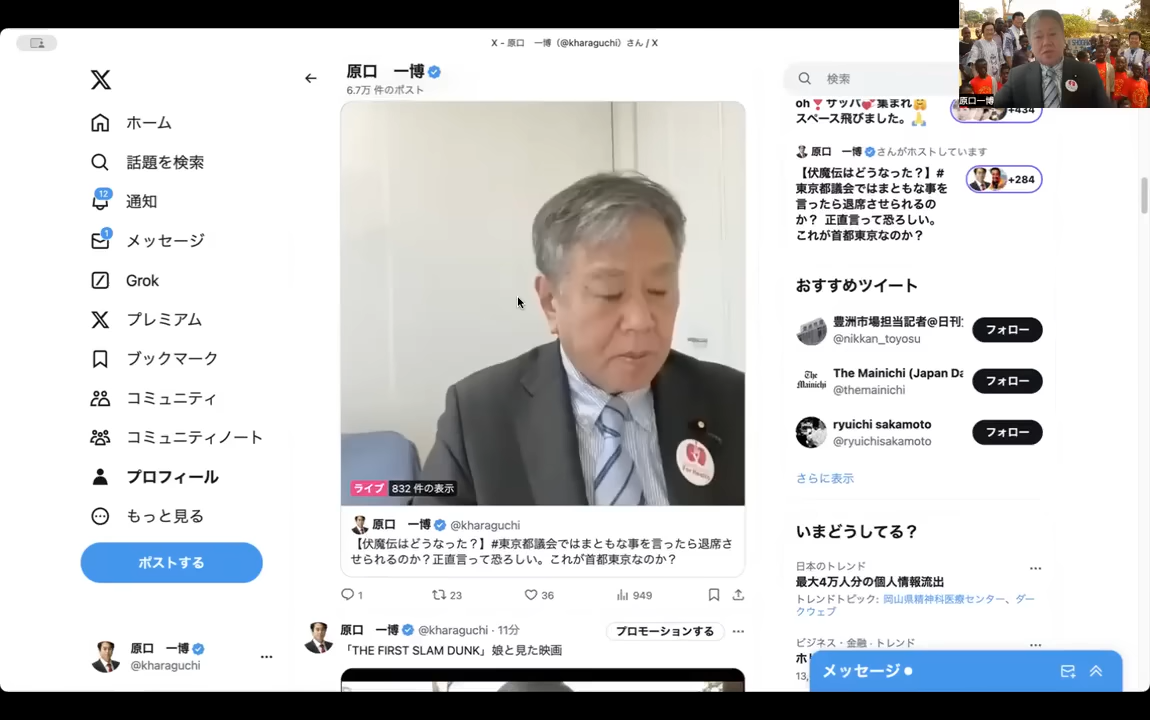 X - 原口　一博（@kharaguchi）さん / X
原口一博
ホーム
話題を検索
12
通知
1
メッセージ
Grok
プレミアム
ブックマーク
コミュニティ
コミュニティノート
プロフィール
もっと見る
ポストする
原口　一博
@kharaguchi
原口　一博
6.7万 件のポスト
ライブ 832 件の表示
原口　一博 @kharaguchi
【伏魔伝はどうなった？】#東京都議会ではまともな事を言ったら退席さ
せられるのか？正直言って恐ろしい。これが首都東京なのか？
1 23 36 949
原口　一博 @kharaguchi · 11分
プロモーションする
「THE FIRST SLAM DUNK」娘と見た映画
検索
oh❣️サッパ💕集まれ🤗
スペース飛びました。🙏
+434
原口　一博 さんがホストしています
【伏魔伝はどうなった？】#
東京都議会ではまともな事を
言ったら退席させられるの
か？ 正直言って恐ろしい。
これが首都東京なのか？
+284
おすすめツイート
豊洲市場担当記者@日刊
@nikkan_toyosu
フォロー
The Mainichi
The Mainichi (Japan Da
@themainichi
フォロー
ryuichi sakamoto
@ryuichisakamoto
フォロー
さらに表示
いまどうしてる？
日本のトレンド
最大4万人分の個人情報流出
トレンドトピック: 岡山県精神科医療センター、ダー
クウェブ
ビジネス・金融 · トレンド
ホ
13,
メッセージ